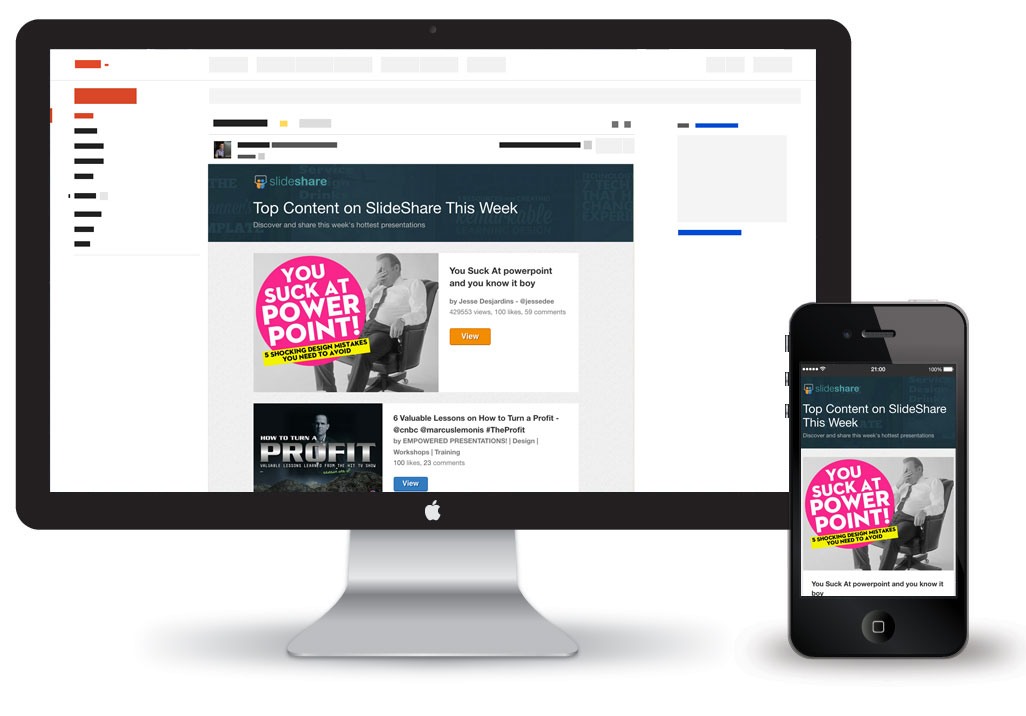 slideshare
Top Content on SlideShare This Week
Discover and share this week's hottest presentations
YOU
SUCK AT
POWER
POINT!
5 SHOCKING DESIGN MISTAKES
YOU NEED TO AVOID
You Suck At powerpoint
and you know it boy
by Jesse Desjardins - @jessedee
429553 views, 100 likes, 59 comments
View
HOW TO TURN A
PROFIT
VALUABLE LESSONS LEARNED FROM THE HIT TV SHOW
6 Valuable Lessons on How to Turn a Profit -
@cnbc @marcuslemonis #TheProfit
by EMPOWERED PRESENTATIONS! | Design |
Workshops | Training
100 likes, 23 comments
View
21:00
100%
slideshare
Top Content on SlideShare
This Week
Discover and share this week's hottest presentations
YOU
SUCK AT
POWER
POINT!
5 SHOCKING DESIGN MISTAKES
YOU NEED TO AVOID
You Suck At powerpoint and you know it
boy